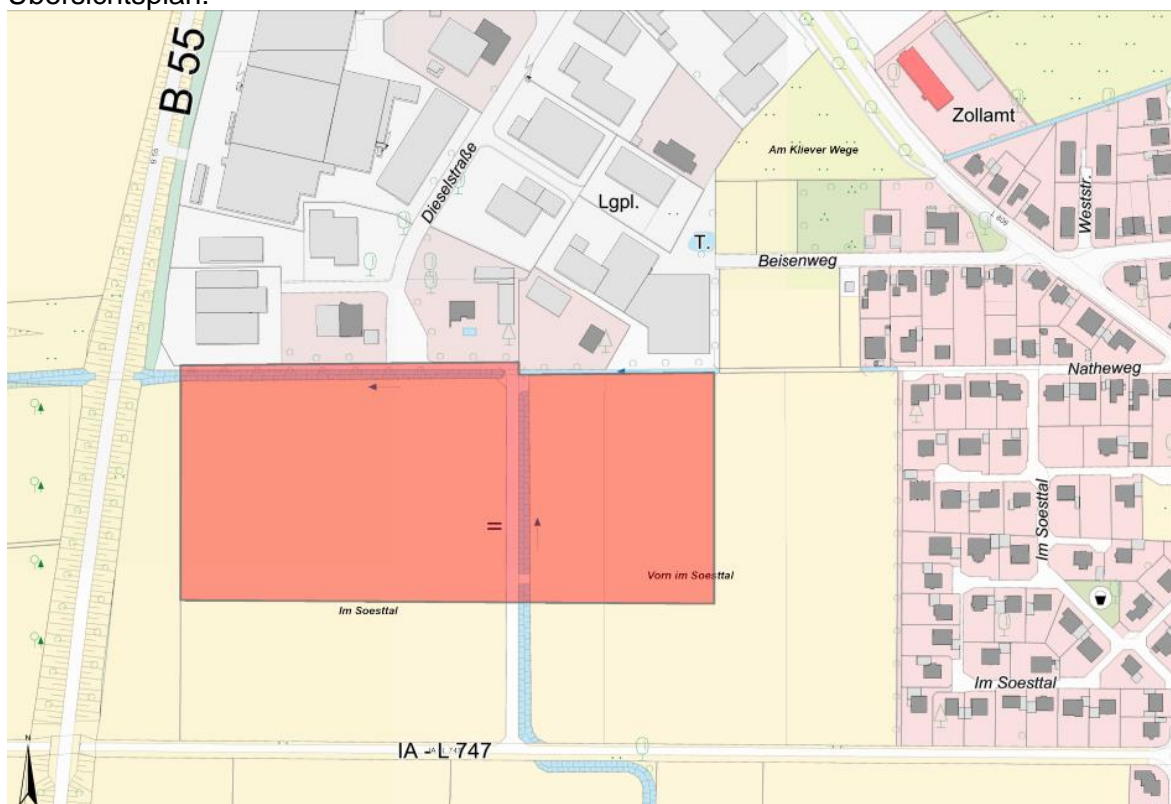 Übersichtsplan:
B 55
B 55
Zollamt
Am Kliever Wege
Dieselstraße
Lgpl.
Weststr.
T.
Beisenweg
Natheweg
Im Soesttal
Vorn im Soesttal
Im Soesttal
Im Soesttal
IA - L 747
N